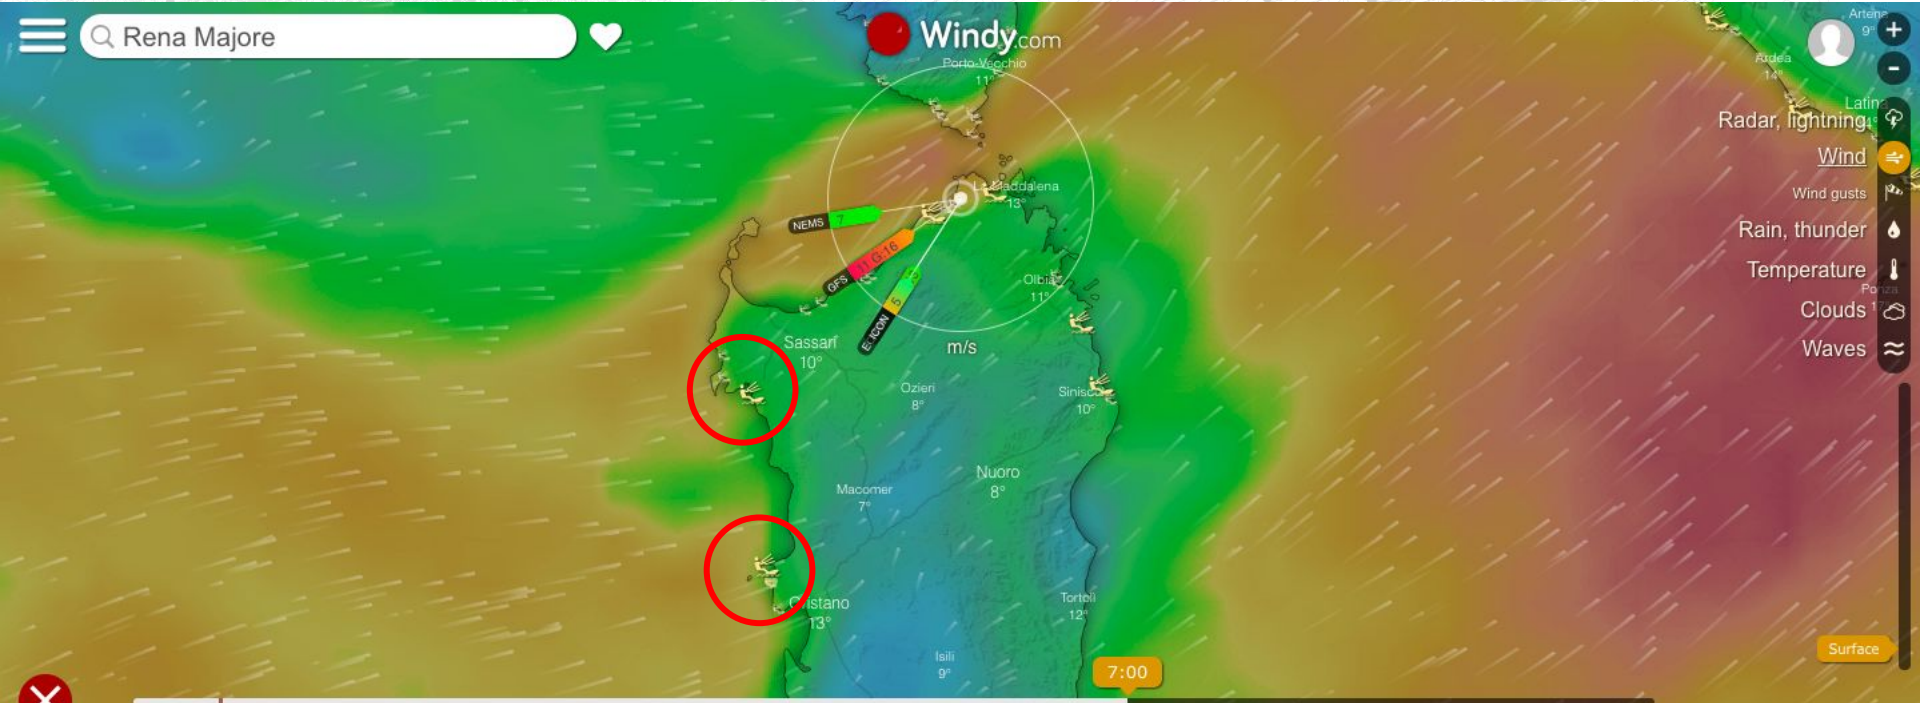 Rena Majore
Windy.com
Artena
9°
Porto-Vecchio
11°
Ardea
14°
Latina
Radar, lightning
Wind
Wind gusts
Rain, thunder
Temperature
Clouds
Waves
La Maddalena
13°
NEMS 7
GFS 11 G:16
ICON 5
Olbia
11°
m/s
Sassari
10°
Ozieri
8°
10°
Nuoro
8°
Macomer
7°
Tortolì
12°
Oristano
13°
Isili
9°
Surface
7:00